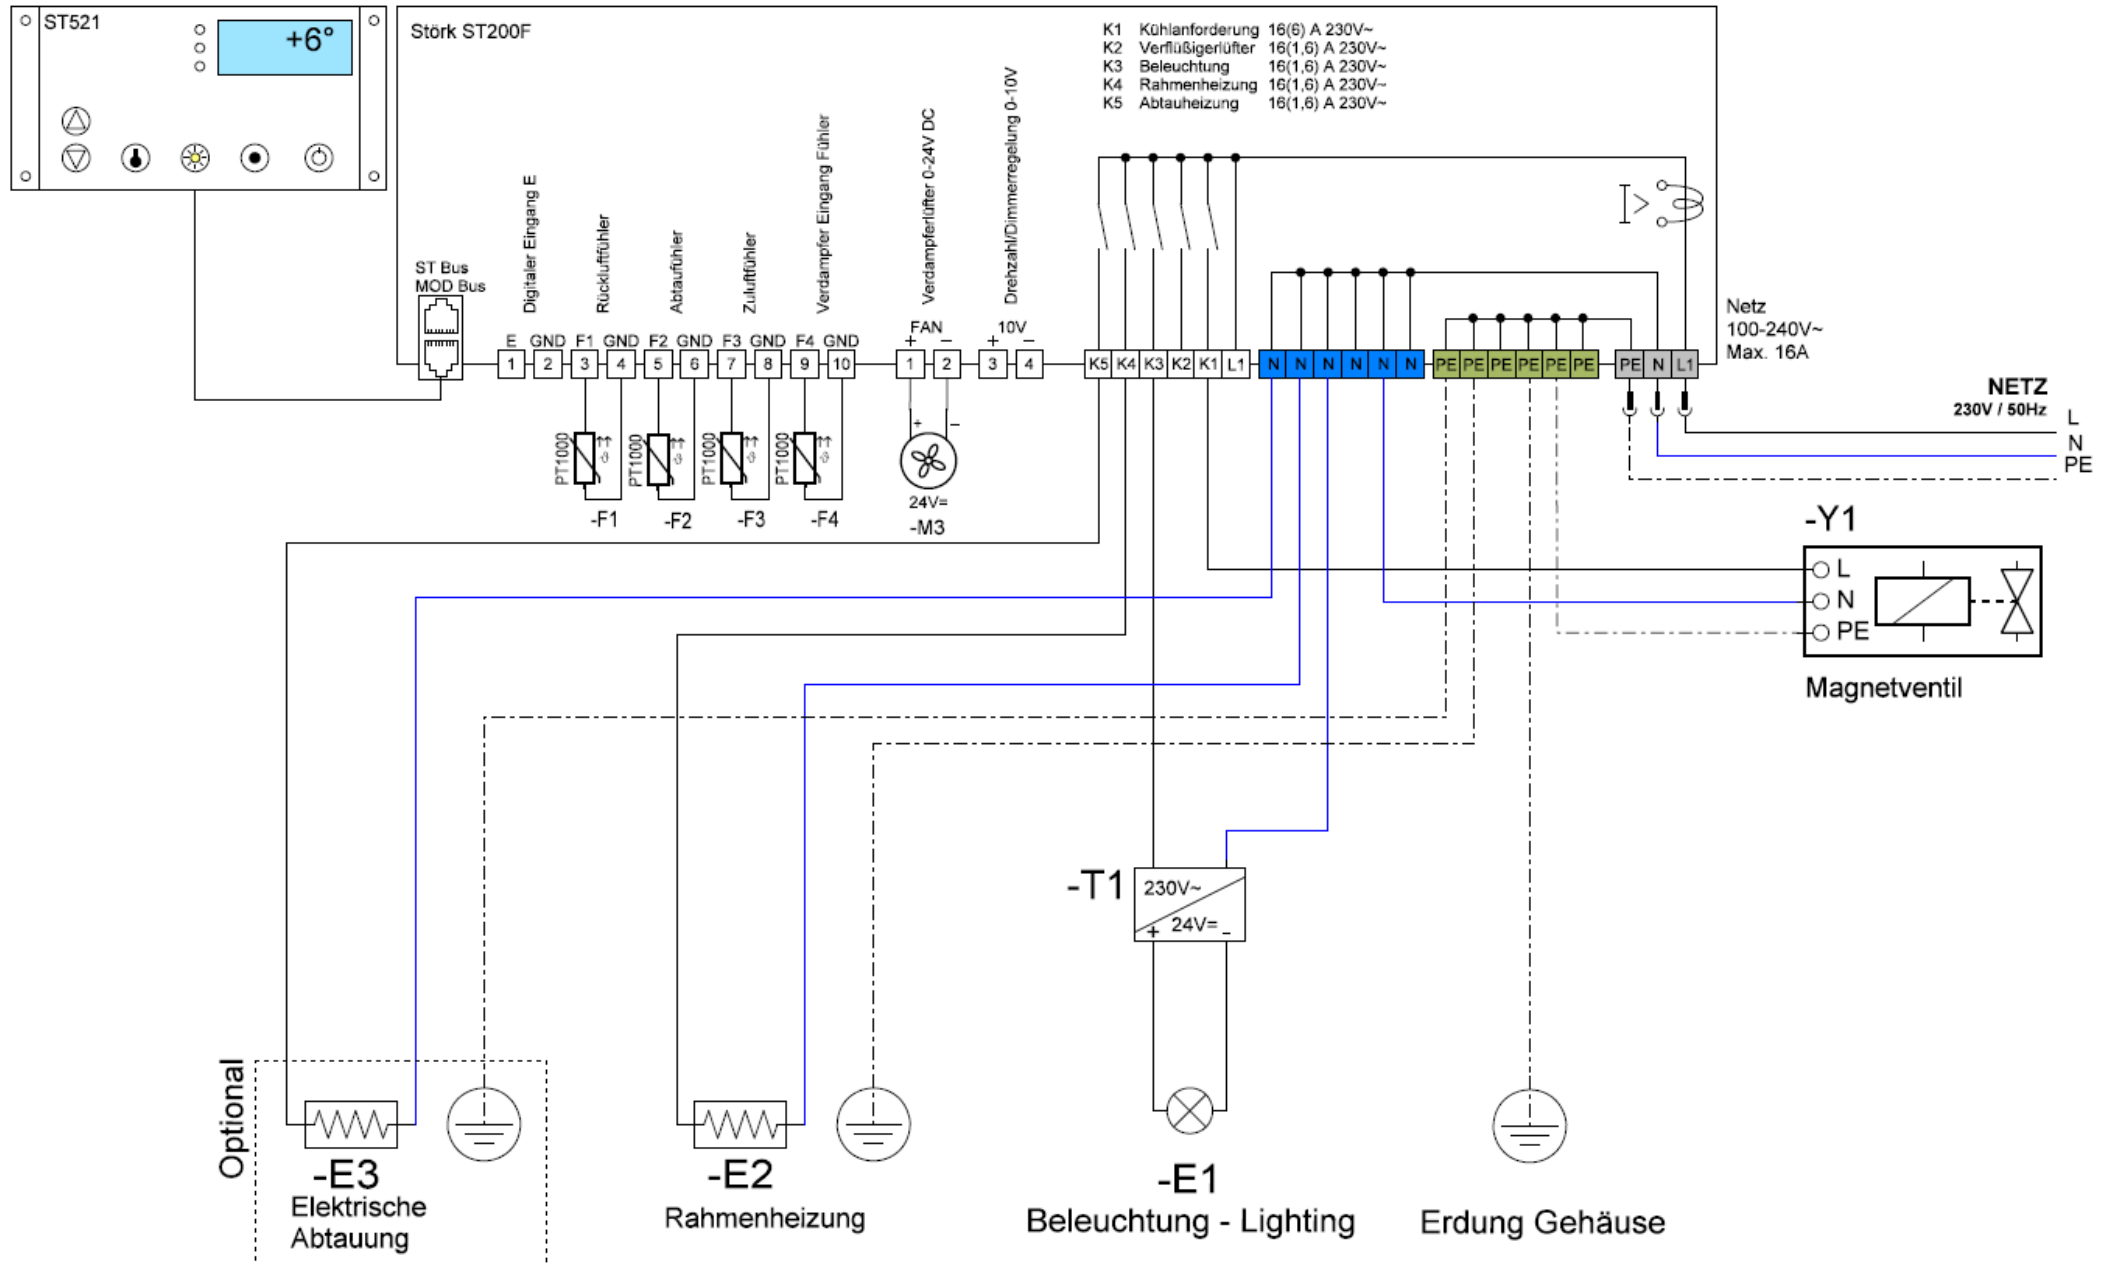 ST521
+6°
Störk ST200F
K1 Kühlanforderung 16(6) A 230V~
K2 Verflüßigerlüfter 16(1,6) A 230V~
K3 Beleuchtung 16(1,6) A 230V~
K4 Rahmenheizung 16(1,6) A 230V~
K5 Abtauheizung 16(1,6) A 230V~
Digitaler Eingang E
Rückluftfühler
Abtaufühler
Zuluftfühler
Verdampfer Eingang Fühler
Verdampferlüfter 0-24V DC
Drehzahl/Dimmerregelung 0-10V
ST Bus
MOD Bus
E GND F1 GND F2 GND F3 GND F4 GND
1 2 3 4 5 6 7 8 9 10
FAN
+ −
1 2
10V
+ −
3 4
K5 K4 K3 K2 K1 L1
N N N N N N
PE PE PE PE PE PE
PE N L1
Netz
100-240V~
Max. 16A
NETZ
230V / 50Hz
L
N
PE
PT1000
PT1000
PT1000
PT1000
-F1
-F2
-F3
-F4
+ −
24V=
-M3
-Y1
L
N
PE
Magnetventil
-T1
230V~
24V=
+ −
Optional
-E3
Elektrische
Abtauung
-E2
Rahmenheizung
-E1
Beleuchtung - Lighting
Erdung Gehäuse